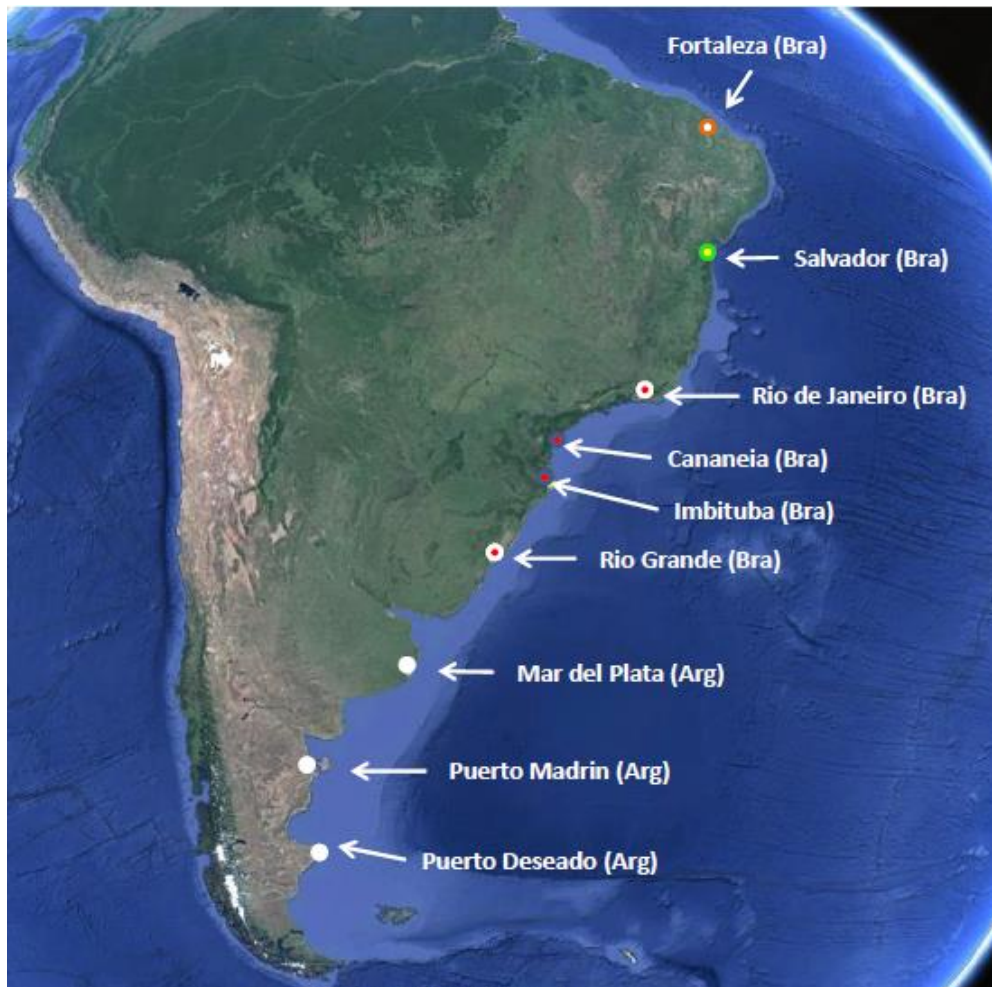 Fortaleza (Bra)
Salvador (Bra)
Rio de Janeiro (Bra)
Cananeia (Bra)
Imbituba (Bra)
Rio Grande (Bra)
Mar del Plata (Arg)
Puerto Madrin (Arg)
Puerto Deseado (Arg)